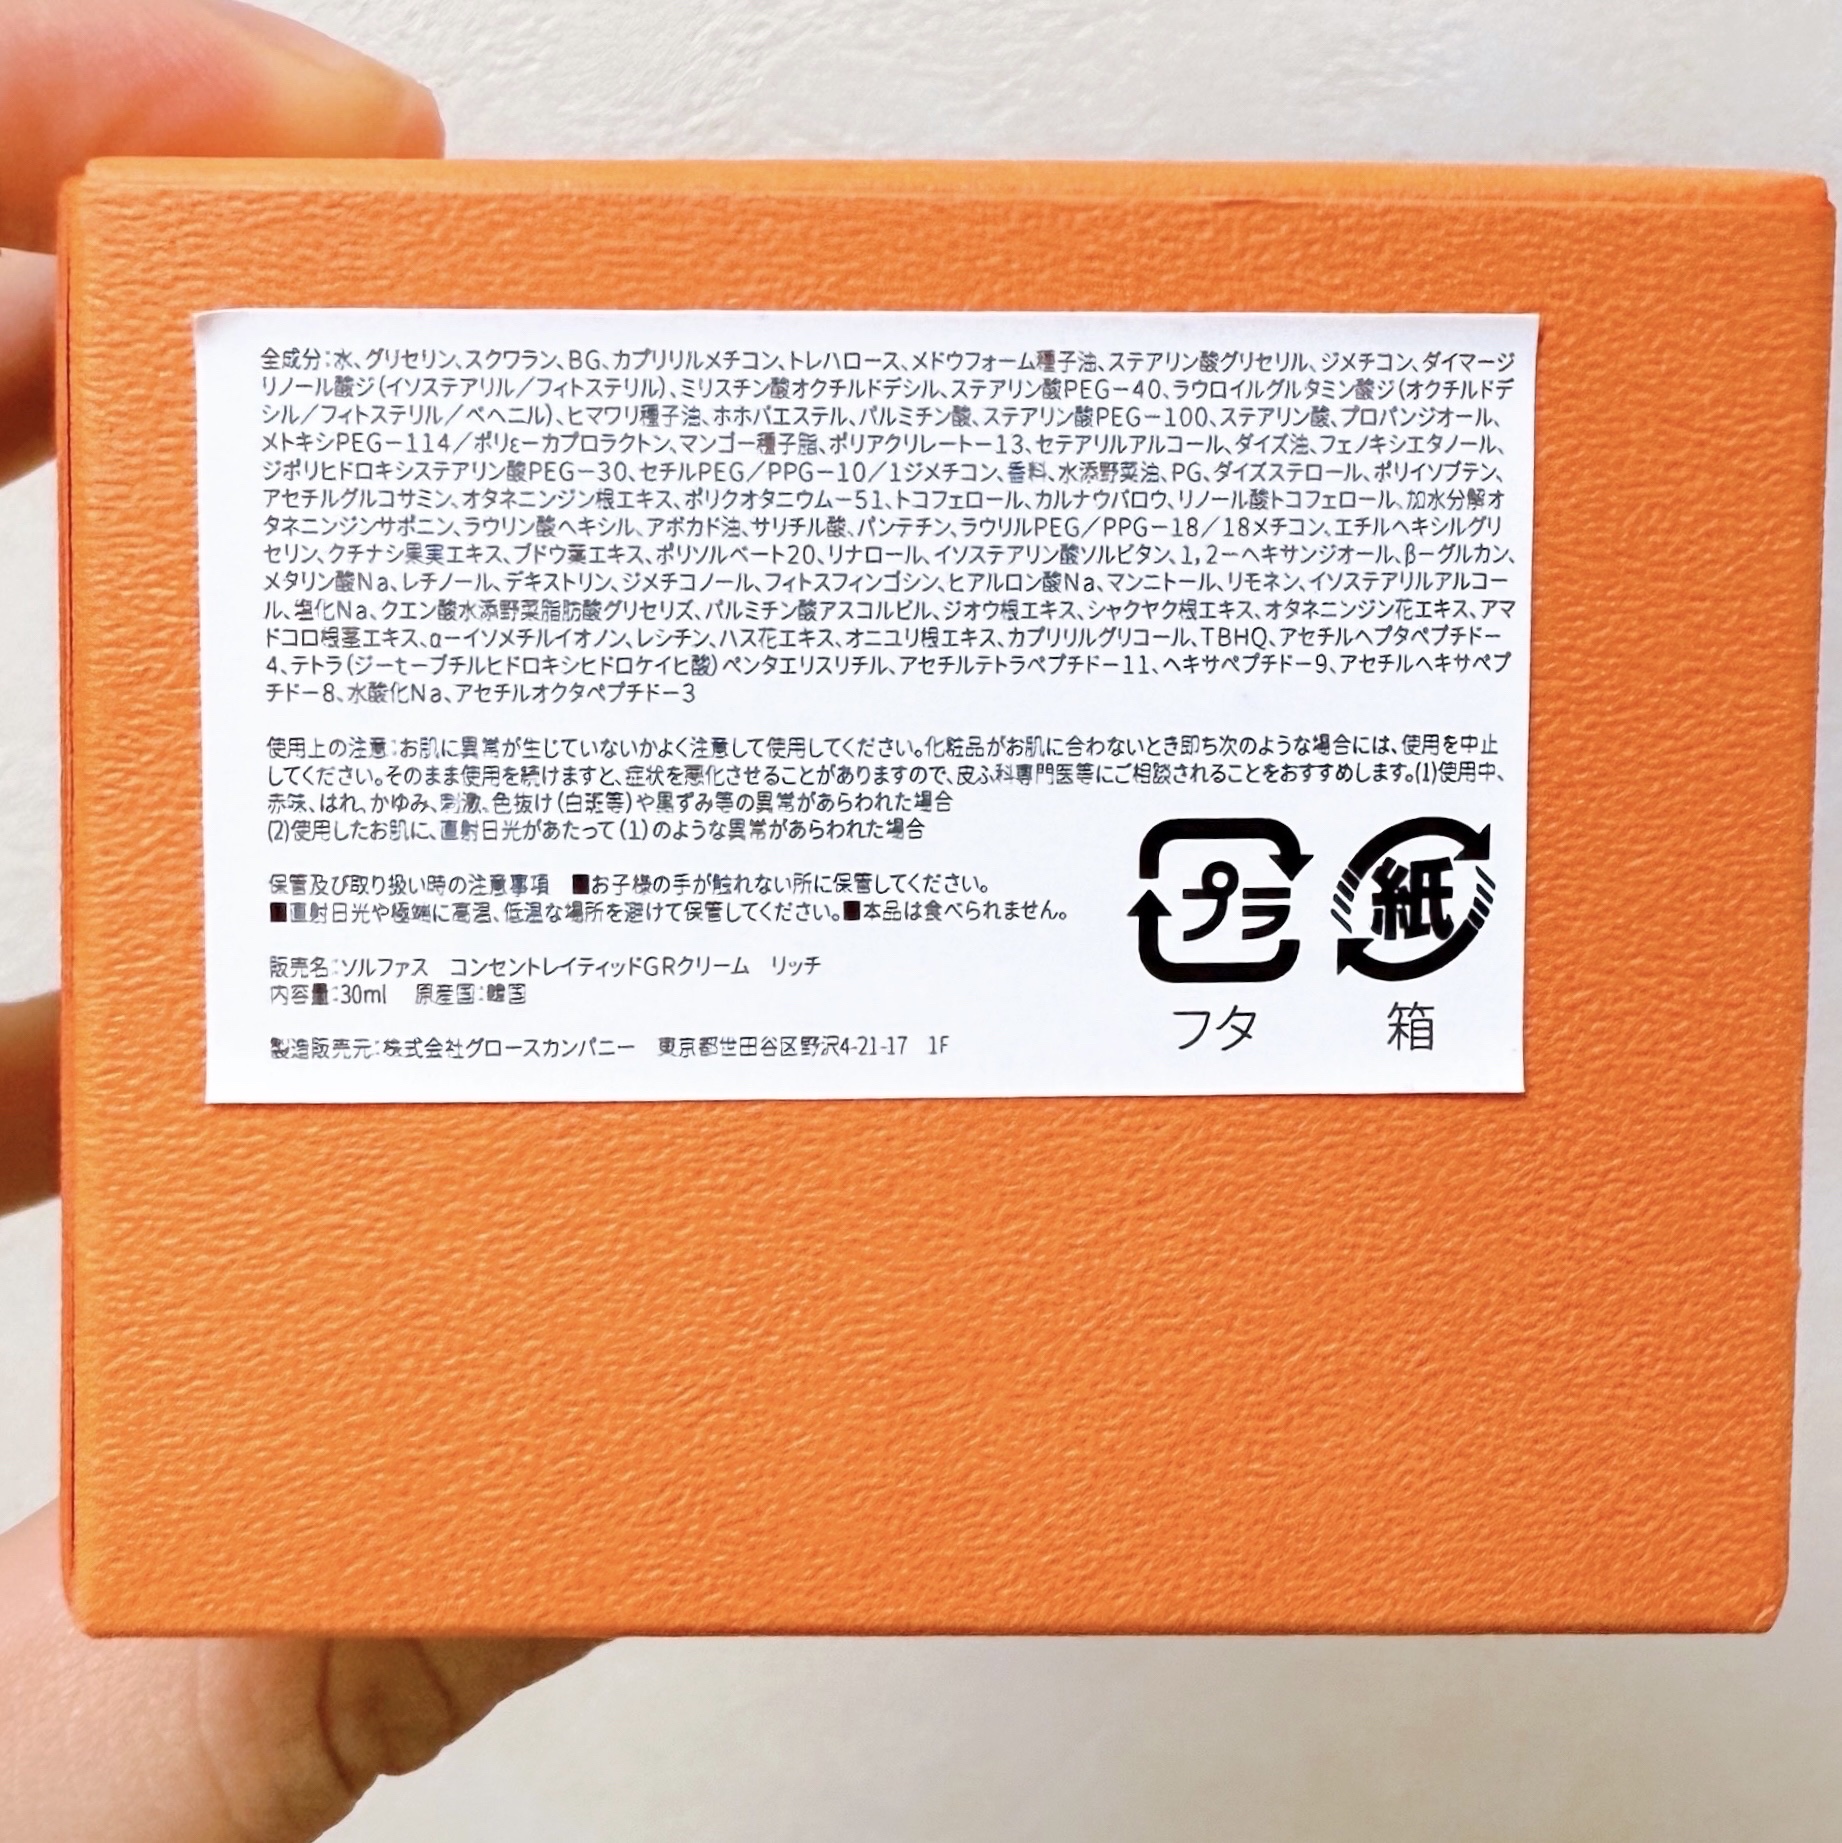 全成分:水、グリセリン、スクワラン、BG、カプリリルメチコン、トレハロース、メドウフォーム種子油、ステアリン酸グリセリル、ジメチコン、ダイマージ
リノール酸ジ(イソステアリル/フィトステリル)、ミリスチン酸オクチルドデシル、ステアリン酸PEG-40、ラウロイルグルタミン酸ジ(オクチルドデ
シル/フィトステリル/ベヘニル)、ヒマワリ種子油、ホホバエステル、パルミチン酸、ステアリン酸PEG-100、ステアリン酸、プロパンジオール、
メトキシPEG-114/ポリε-カプロラクトン、マンゴー種子脂、ポリアクリレート-13、セテアリルアルコール、ダイズ油、フェノキシエタノール、
ジポリヒドロキシステアリン酸PEG-30、セチルPEG/PPG-10/1ジメチコン、香料、水添野菜油、PG、ダイズステロール、ポリイソブテン、
アセチルグルコサミン、オタネニンジン根エキス、ポリクオタニウム-51、トコフェロール、カルナウバロウ、リノール酸トコフェロール、加水分解オ
タネニンジンサポニン、ラウリン酸ヘキシル、アボカド油、サリチル酸、パンテチン、ラウリルPEG/PPG-18/18メチコン、エチルヘキシルグリ
セリン、クチナシ果実エキス、ブドウ葉エキス、ポリソルベート20、リナロール、イソステアリン酸ソルビタン、1,2-ヘキサンジオール、β-グルカン、
メタリン酸Na、レチノール、デキストリン、ジメチコノール、フィトスフィンゴシン、ヒアルロン酸Na、マンニトール、リモネン、イソステアリルアルコー
ル、塩化Na、クエン酸水添野菜脂肪酸グリセリズ、パルミチン酸アスコルビル、ジオウ根エキス、シャクヤク根エキス、オタネニンジン花エキス、アマ
ドコロ根茎エキス、α-イソメチルイオノン、レシチン、ハス花エキス、オニユリ根エキス、カプリリルグリコール、TBHQ、アセチルヘプタペプチド-
4、テトラ(ジ-t-ブチルヒドロキシヒドロケイヒ酸)ペンタエリスリチル、アセチルテトラペプチド-11、ヘキサペプチド-9、アセチルヘキサペプ
チド-8、水酸化Na、アセチルオクタペプチド-3
使用上の注意:お肌に異常が生じていないかよく注意して使用してください。化粧品がお肌に合わないとき即ち次のような場合には、使用を中止
してください。そのまま使用を続けますと、症状を悪化させることがありますので、皮ふ科専門医等にご相談されることをおすすめします。(1)使用中、
赤味、はれ、かゆみ、刺激、色抜け(白斑等)や黒ずみ等の異常があらわれた場合
(2)使用したお肌に、直射日光があたって(1)のような異常があらわれた場合
保管及び取り扱い時の注意事項 ■お子様の手が触れない所に保管してください。
■直射日光や極端に高温、低温な場所を避けて保管してください。■本品は食べられません。
販売名:ソルファス コンセントレイティッドGRクリーム リッチ
内容量:30ml 原産国:韓国
製造販売元:株式会社グロースカンパニー 東京都世田谷区野沢4-21-17 1F
プラ
フタ
紙
箱